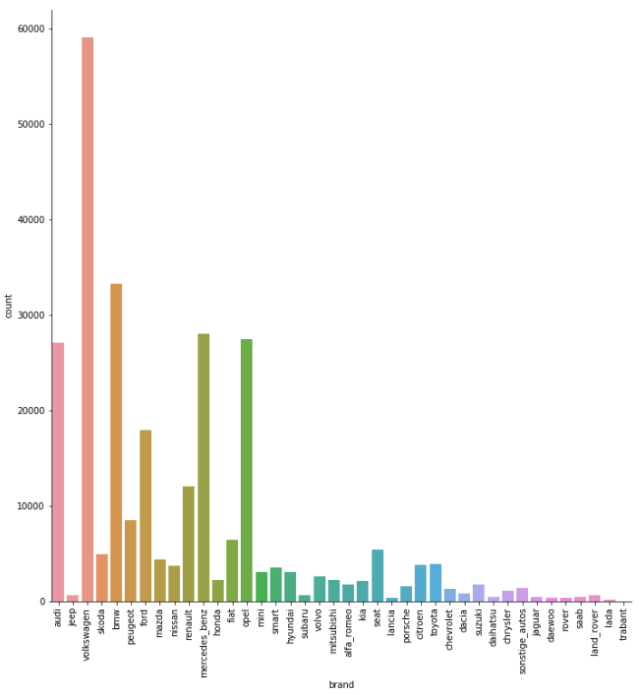 60000
50000
40000
30000
20000
10000
0
count
audi
jeep
volkswagen
skoda
bmw
peugeot
ford
mazda
nissan
renault
mercedes_benz
honda
fiat
opel
mini
smart
hyundai
subaru
volvo
mitsubishi
alfa_romeo
kia
seat
lancia
porsche
citroen
toyota
chevrolet
dacia
suzuki
daihatsu
chrysler
sonstige_autos
jaguar
daewoo
rover
saab
land_rover
lada
trabant
brand